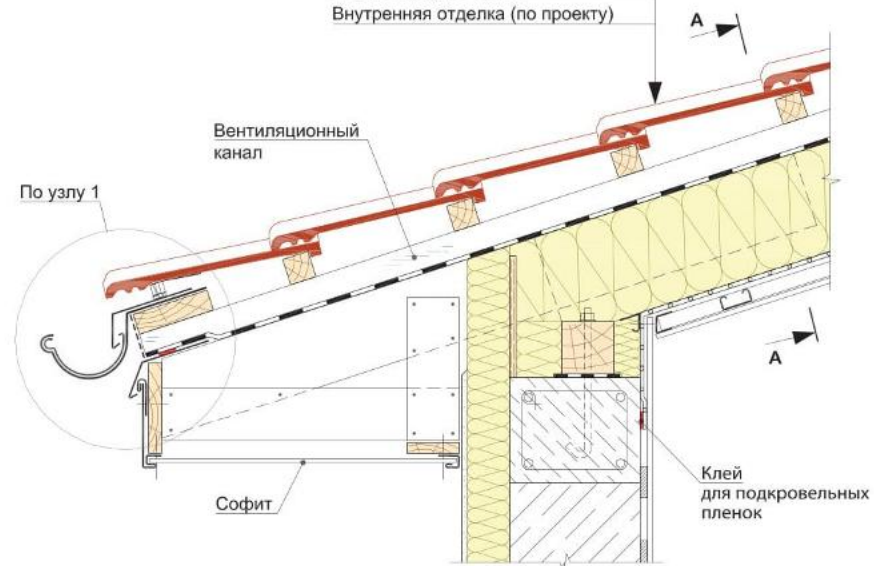 Внутренняя отделка (по проекту)
А
Вентиляционный
канал
По узлу 1
А
Клей
для подкровельных
пленок
Софит